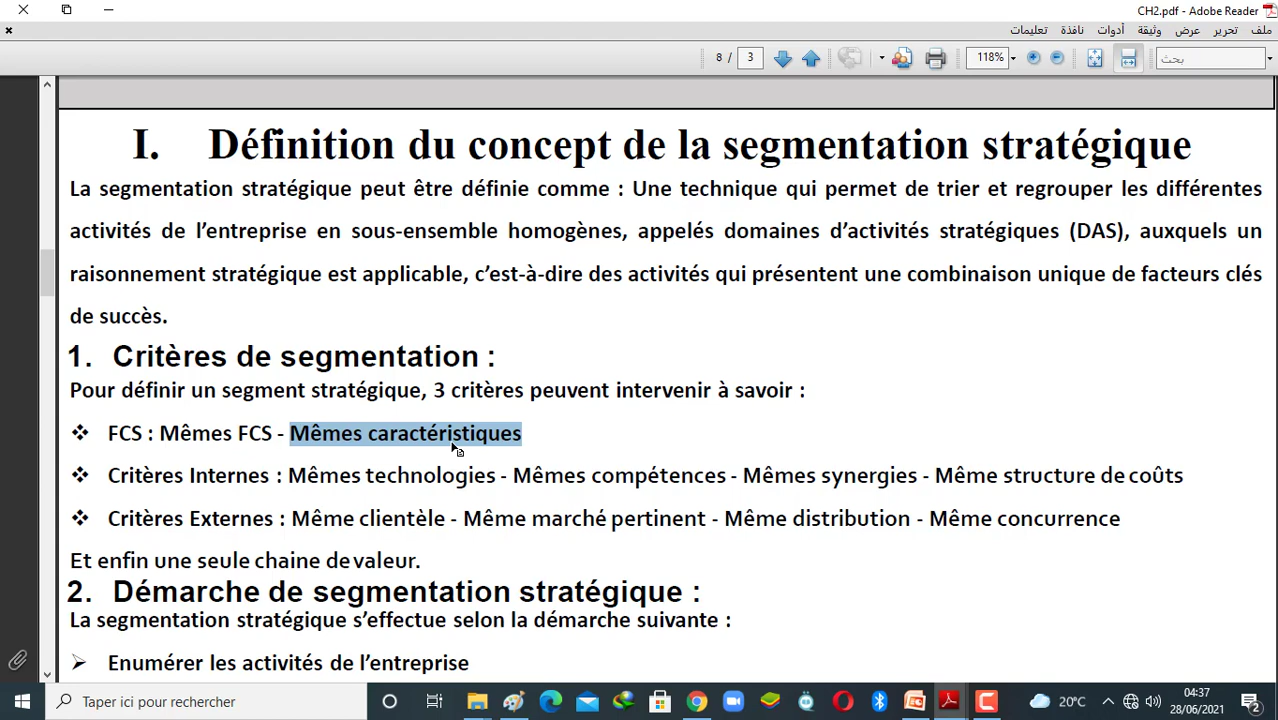 CH2.pdf - Adobe Reader
ملف تحرير عرض وثيقة أدوات نافذة تعليمات
8 / 3 118% بحث
I. Définition du concept de la segmentation stratégique
La segmentation stratégique peut être définie comme : Une technique qui permet de trier et regrouper les différentes
activités de l’entreprise en sous-ensemble homogènes, appelés domaines d’activités stratégiques (DAS), auxquels un
raisonnement stratégique est applicable, c’est-à-dire des activités qui présentent une combinaison unique de facteurs clés
de succès.
1. Critères de segmentation :
Pour définir un segment stratégique, 3 critères peuvent intervenir à savoir :
❖ FCS : Mêmes FCS - Mêmes caractéristiques
❖ Critères Internes : Mêmes technologies - Mêmes compétences - Mêmes synergies - Même structure de coûts
❖ Critères Externes : Même clientèle - Même marché pertinent - Même distribution - Même concurrence
Et enfin une seule chaine de valeur.
2. Démarche de segmentation stratégique :
La segmentation stratégique s’effectue selon la démarche suivante :
➢ Enumérer les activités de l’entreprise
Taper ici pour rechercher
20°C
04:37
28/06/2021
2